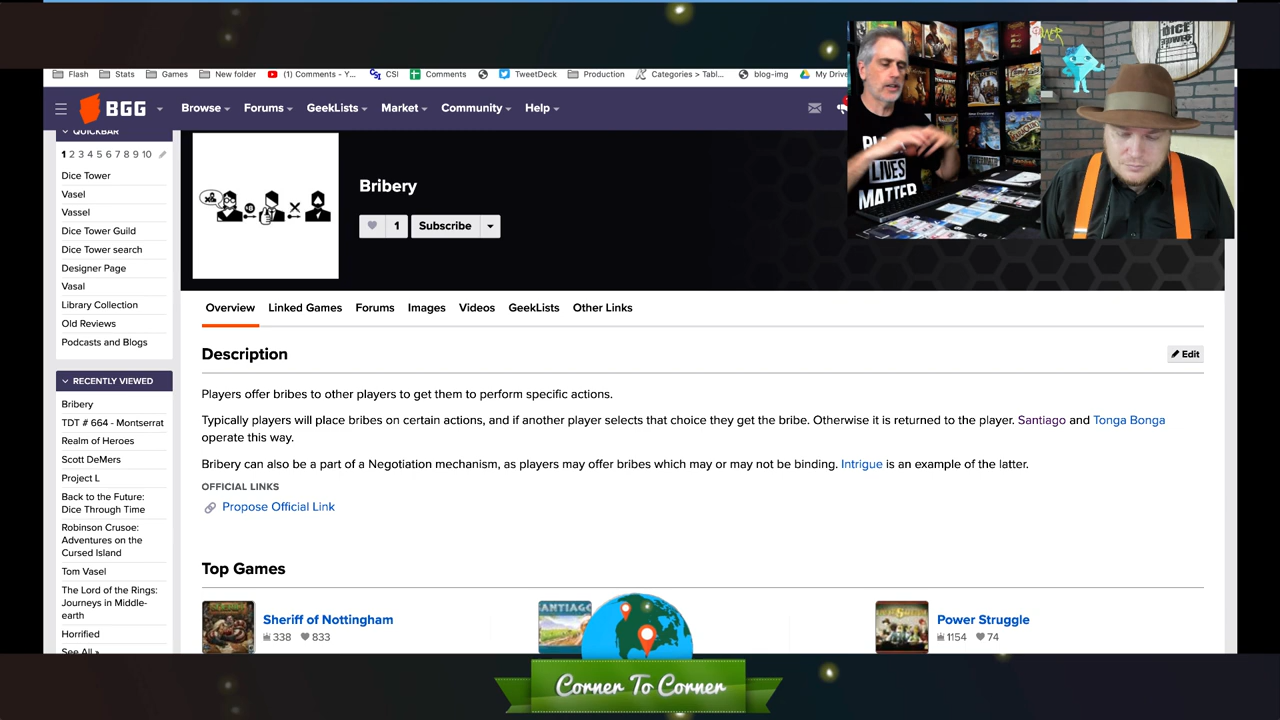 Flash Stats Games New folder (1) Comments - Y... CSI Comments TweetDeck Production Categories > Tabl... blog-img My Drive
BGG Browse Forums GeekLists Market Community Help
QUICKBAR
1 2 3 4 5 6 7 8 9 10
Dice Tower
Vasel
Vassel
Dice Tower Guild
Dice Tower search
Designer Page
Vasal
Library Collection
Old Reviews
Podcasts and Blogs
RECENTLY VIEWED
Bribery
TDT # 664 - Montserrat
Realm of Heroes
Scott DeMers
Project L
Back to the Future:
Dice Through Time
Robinson Crusoe:
Adventures on the
Cursed Island
Tom Vasel
The Lord of the Rings:
Journeys in Middle-
earth
Horrified
See All »
Bribery
1 Subscribe
Overview Linked Games Forums Images Videos GeekLists Other Links
Description
Edit
Players offer bribes to other players to get them to perform specific actions.
Typically players will place bribes on certain actions, and if another player selects that choice they get the bribe. Otherwise it is returned to the player. Santiago and Tonga Bonga
operate this way.
Bribery can also be a part of a Negotiation mechanism, as players may offer bribes which may or may not be binding. Intrigue is an example of the latter.
OFFICIAL LINKS
Propose Official Link
Top Games
Sheriff of Nottingham
338 833
SANTIAGO
Power Struggle
1154 74
LIVES
MATTER
DICE
TOWER
Corner To Corner